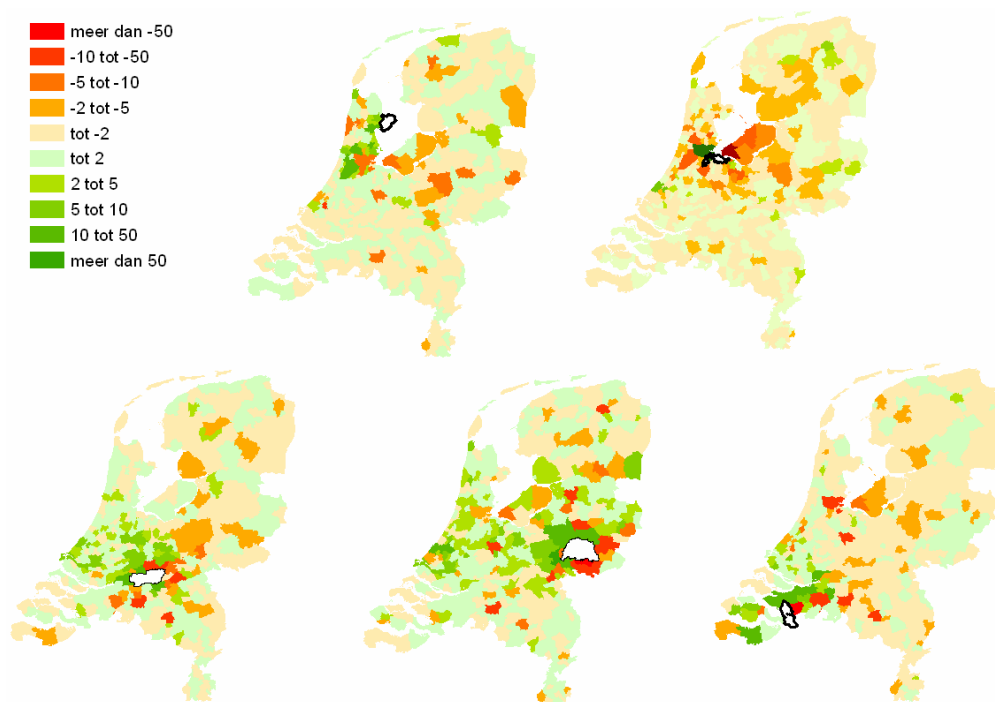 meer dan -50
-10 tot -50
-5 tot -10
-2 tot -5
tot -2
tot 2
2 tot 5
5 tot 10
10 tot 50
meer dan 50